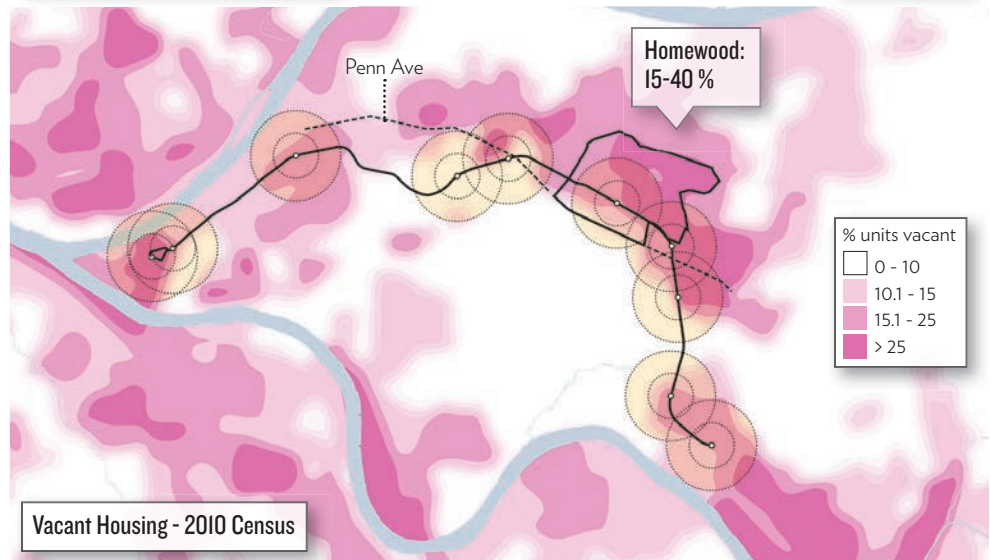 Penn Ave
Homewood:
15-40 %
% units vacant
0 - 10
10.1 - 15
15.1 - 25
> 25
Vacant Housing - 2010 Census